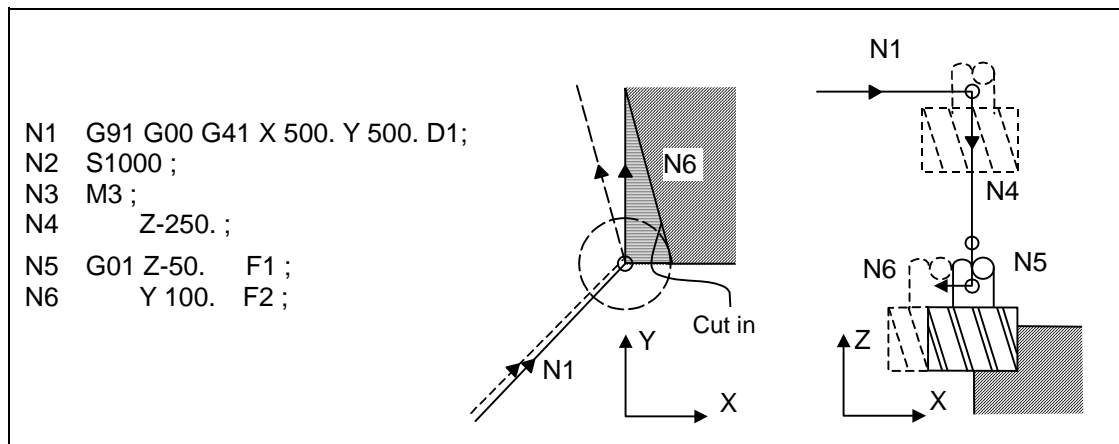 N1 G91 G00 G41 X 500. Y 500. D1;
N2 S1000 ;
N3 M3 ;
N4 Z-250. ;
N5 G01 Z-50. F1 ;
N6 Y 100. F2 ;
N6
Cut in
N1
Y
X
N1
N4
N6
N5
Z
X